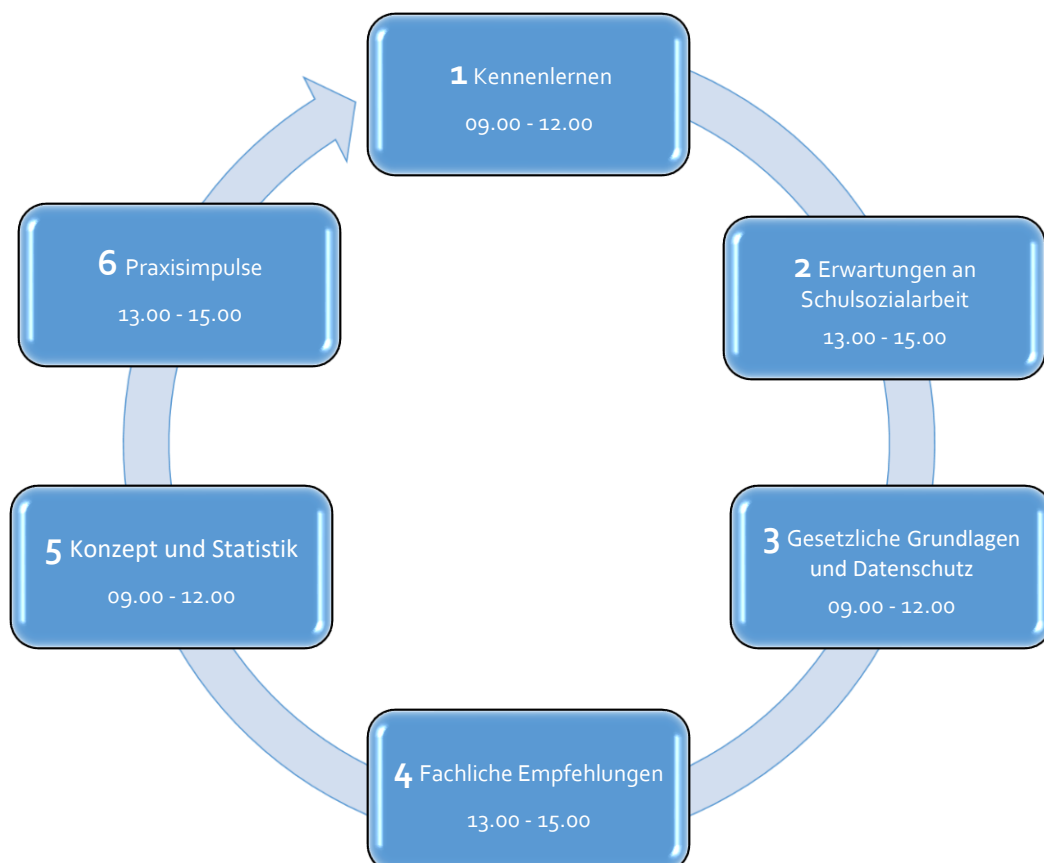 1 Kennenlernen
09.00 - 12.00
2 Erwartungen an
Schulsozialarbeit
13.00 - 15.00
3 Gesetzliche Grundlagen
und Datenschutz
09.00 - 12.00
4 Fachliche Empfehlungen
13.00 - 15.00
5 Konzept und Statistik
09.00 - 12.00
6 Praxisimpulse
13.00 - 15.00